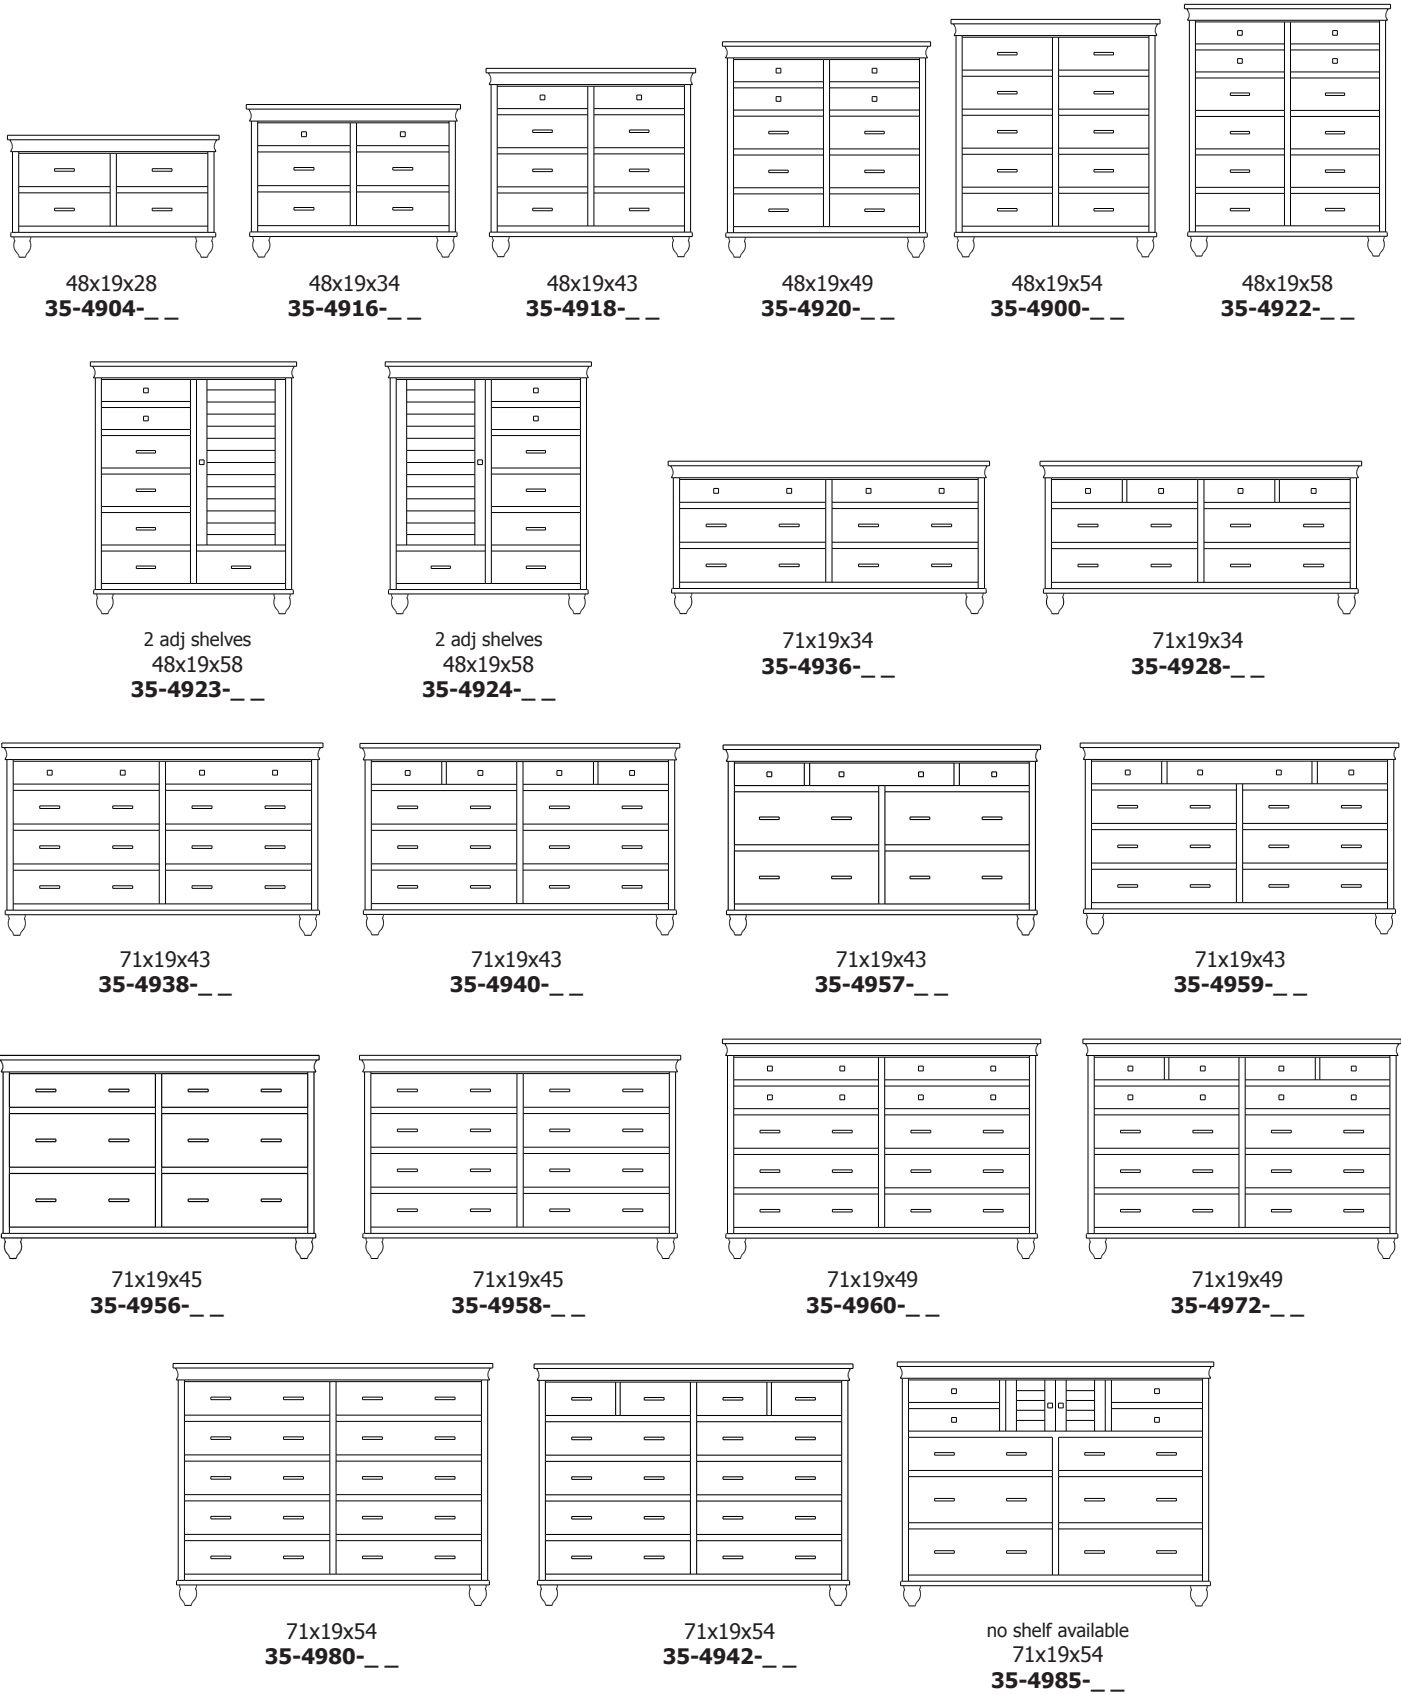 48x19x28
35-4904-_ _
48x19x34
35-4916-_ _
48x19x43
35-4918-_ _
48x19x49
35-4920-_ _
48x19x54
35-4900-_ _
48x19x58
35-4922-_ _
2 adj shelves
48x19x58
35-4923-_ _
2 adj shelves
48x19x58
35-4924-_ _
71x19x34
35-4936-_ _
71x19x34
35-4928-_ _
71x19x43
35-4938-_ _
71x19x43
35-4940-_ _
71x19x43
35-4957-_ _
71x19x43
35-4959-_ _
71x19x45
35-4956-_ _
71x19x45
35-4958-_ _
71x19x49
35-4960-_ _
71x19x49
35-4972-_ _
71x19x54
35-4980-_ _
71x19x54
35-4942-_ _
no shelf available
71x19x54
35-4985-_ _